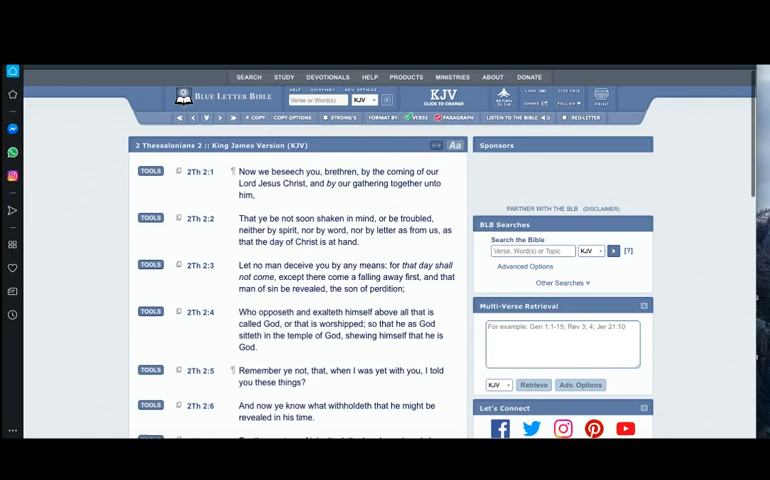 SEARCH STUDY DEVOTIONALS HELP PRODUCTS MINISTRIES ABOUT DONATE
BLUE LETTER BIBLE
HELP QUICKNAV ADV. OPTIONS
Verse or Word(s) KJV
KJV
CLICK TO CHANGE
RETURN TO TOP
LINK
SHARE
CITE THIS
FOLLOW
PRINT
COPY COPY OPTIONS STRONG'S FORMAT BY: VERSE PARAGRAPH LISTEN TO THE BIBLE RED-LETTER
2 Thessalonians 2 :: King James Version (KJV)
Aa
TOOLS 2Th 2:1 ¶ Now we beseech you, brethren, by the coming of our
Lord Jesus Christ, and by our gathering together unto
him,
TOOLS 2Th 2:2 That ye be not soon shaken in mind, or be troubled,
neither by spirit, nor by word, nor by letter as from us, as
that the day of Christ is at hand.
TOOLS 2Th 2:3 Let no man deceive you by any means: for that day shall
not come, except there come a falling away first, and that
man of sin be revealed, the son of perdition;
TOOLS 2Th 2:4 Who opposeth and exalteth himself above all that is
called God, or that is worshipped; so that he as God
sitteth in the temple of God, shewing himself that he is
God.
TOOLS 2Th 2:5 ¶ Remember ye not, that, when I was yet with you, I told
you these things?
TOOLS 2Th 2:6 And now ye know what withholdeth that he might be
revealed in his time.
Sponsors
PARTNER WITH THE BLB (DISCLAIMER)
BLB Searches
Search the Bible
Verse, Word(s) or Topic KJV [?]
Advanced Options
Other Searches
Multi-Verse Retrieval
For example: Gen 1:1-15; Rev 3; 4; Jer 21:10
KJV Retrieve Adv. Options
Let's Connect